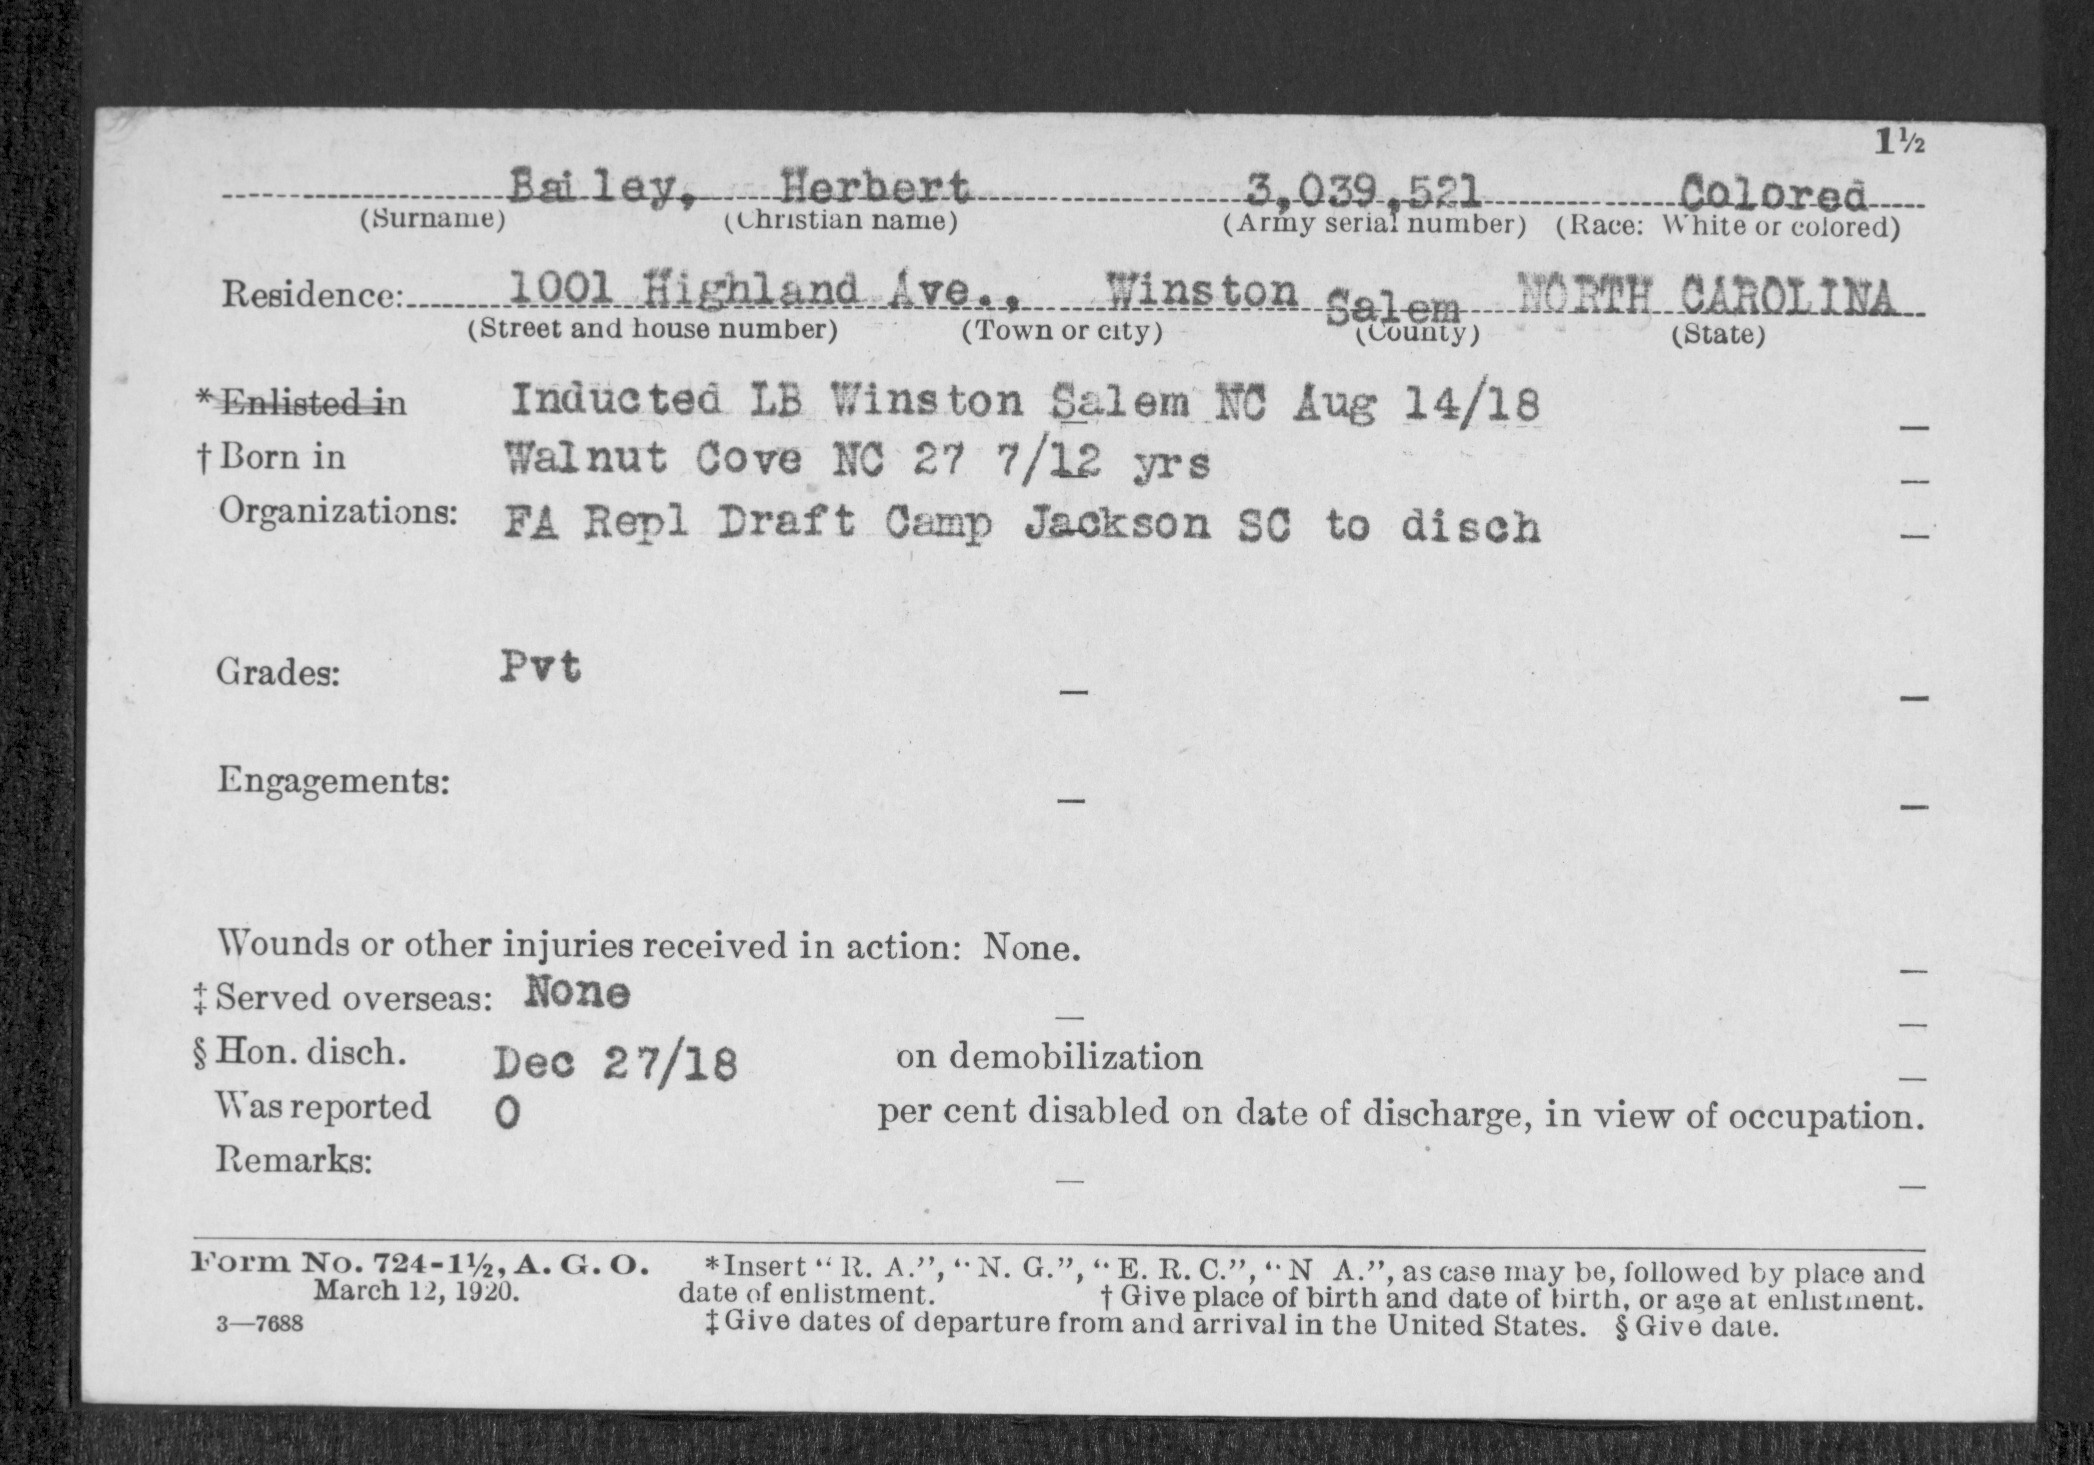 1½
Bailey, Herbert 3,039,521 Colored
(Surname) (Christian name) (Army serial number) (Race: White or colored)
Residence: 1001 Highland Ave., Winston Salem NORTH CAROLINA
(Street and house number) (Town or city) (County) (State)
*Enlisted in Inducted LB Winston Salem NC Aug 14/18
†Born in Walnut Cove NC 27 7/12 yrs
Organizations: FA Repl Draft Camp Jackson SC to disch
Grades: Pvt
Engagements:
Wounds or other injuries received in action: None.
‡Served overseas: None
§Hon. disch. Dec 27/18 on demobilization
Was reported 0 per cent disabled on date of discharge, in view of occupation.
Remarks:
Form No. 724-1½, A. G. O. *Insert "R. A.", "N. G.", "E. R. C.", "N A.", as case may be, followed by place and
March 12, 1920. date of enlistment. †Give place of birth and date of birth, or age at enlistment.
3—7688 ‡Give dates of departure from and arrival in the United States. §Give date.